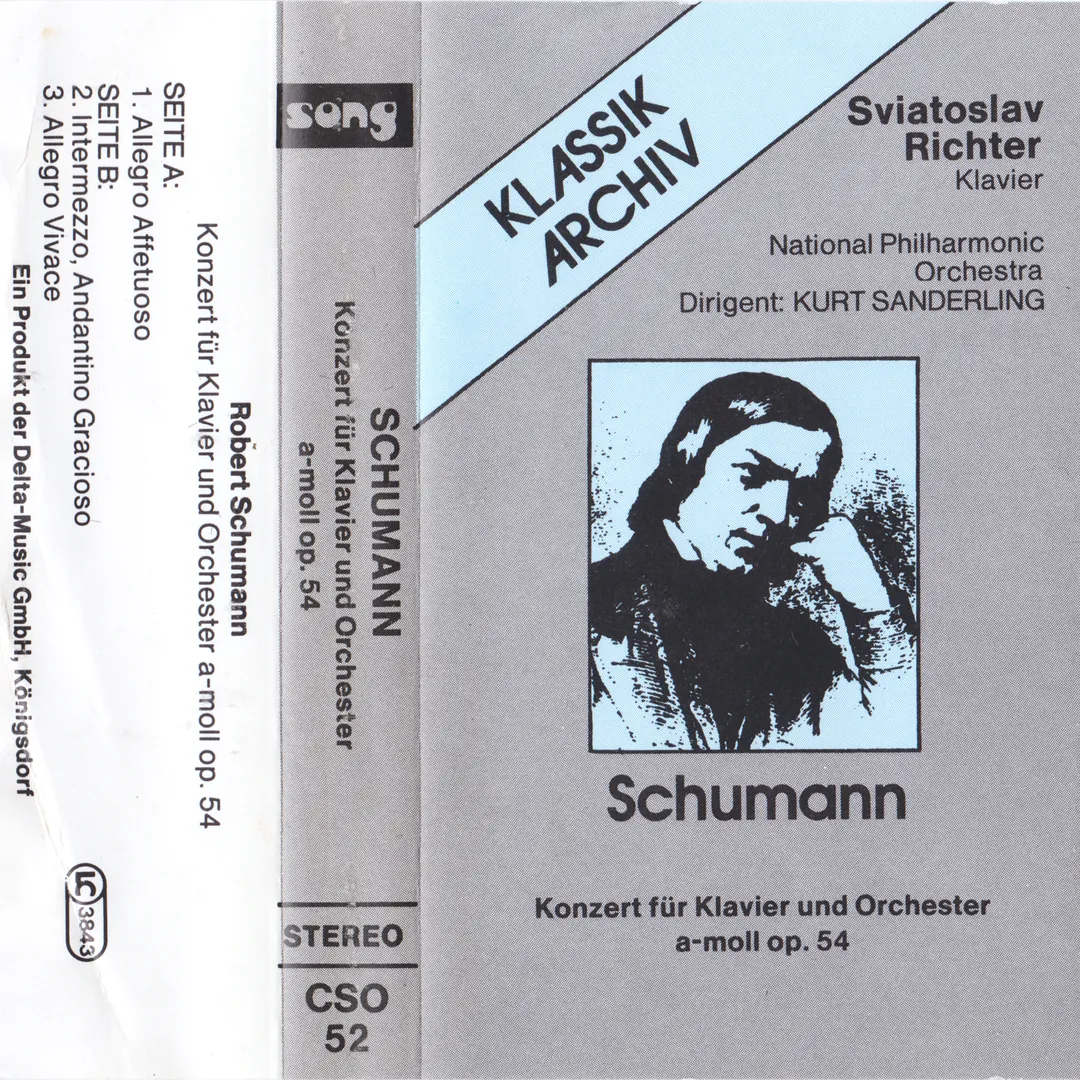 KLASSIK
ARCHIV
Sviatoslav
Richter
Klavier
National Philharmonic
Orchestra
Dirigent: KURT SANDERLING
Schumann
Konzert für Klavier und Orchester
a-moll op. 54
song
SCHUMANN
Konzert für Klavier und Orchester
a-moll op. 54
STEREO
CSO
52
Robert Schumann
Konzert für Klavier und Orchester a-moll op. 54
SEITE A:
1. Allegro Affetuoso
SEITE B:
2. Intermezzo, Andantino Gracioso
3. Allegro Vivace
Ein Produkt der Delta-Music GmbH, Königsdorf
LC 3843